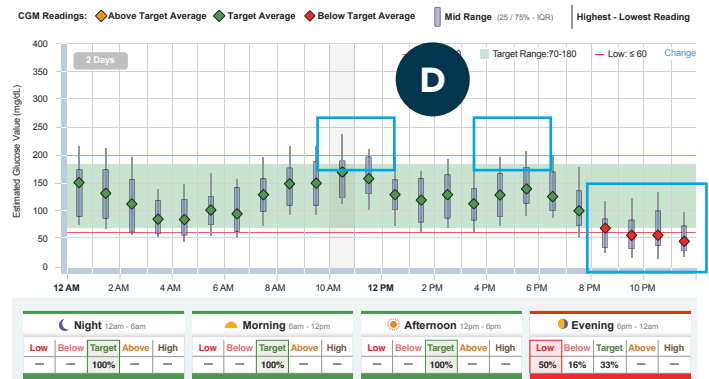 CGM Readings: Above Target Average Target Average Below Target Average Mid Range (25 / 75% - IQR) Highest - Lowest Reading
400
2 Days
0 Target Range:70-180 Low: ≤ 60 Change
D
350
300
250
200
150
100
50
0
Estimated Glucose Value (mg/dL)
12 AM 2 AM 4 AM 6 AM 8 AM 10 AM 12 PM 2 PM 4 PM 6 PM 8 PM 10 PM
Night 12am - 6am
Low Below Target Above High
— — 100% — —
Morning 6am - 12pm
Low Below Target Above High
— — 100% — —
Afternoon 12pm - 6pm
Low Below Target Above High
— — 100% — —
Evening 6pm - 12am
Low Below Target Above High
50% 16% 33% — —